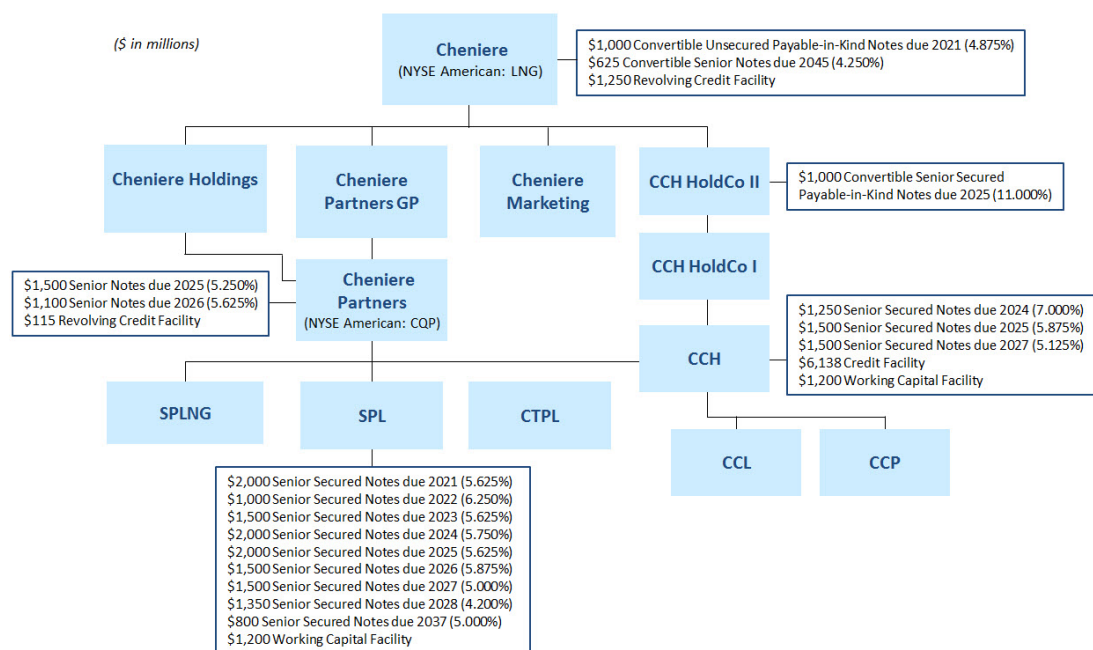 ($ in millions)
Cheniere
(NYSE American: LNG)
$1,000 Convertible Unsecured Payable-in-Kind Notes due 2021 (4.875%)
$625 Convertible Senior Notes due 2045 (4.250%)
$1,250 Revolving Credit Facility
Cheniere Holdings
Cheniere
Partners GP
Cheniere
Marketing
CCH HoldCo II
$1,000 Convertible Senior Secured
Payable-in-Kind Notes due 2025 (11.000%)
CCH HoldCo I
$1,500 Senior Notes due 2025 (5.250%)
$1,100 Senior Notes due 2026 (5.625%)
$115 Revolving Credit Facility
Cheniere
Partners
(NYSE American: CQP)
CCH
$1,250 Senior Secured Notes due 2024 (7.000%)
$1,500 Senior Secured Notes due 2025 (5.875%)
$1,500 Senior Secured Notes due 2027 (5.125%)
$6,138 Credit Facility
$1,200 Working Capital Facility
SPLNG
SPL
CTPL
CCL
CCP
$2,000 Senior Secured Notes due 2021 (5.625%)
$1,000 Senior Secured Notes due 2022 (6.250%)
$1,500 Senior Secured Notes due 2023 (5.625%)
$2,000 Senior Secured Notes due 2024 (5.750%)
$2,000 Senior Secured Notes due 2025 (5.625%)
$1,500 Senior Secured Notes due 2026 (5.875%)
$1,500 Senior Secured Notes due 2027 (5.000%)
$1,350 Senior Secured Notes due 2028 (4.200%)
$800 Senior Secured Notes due 2037 (5.000%)
$1,200 Working Capital Facility